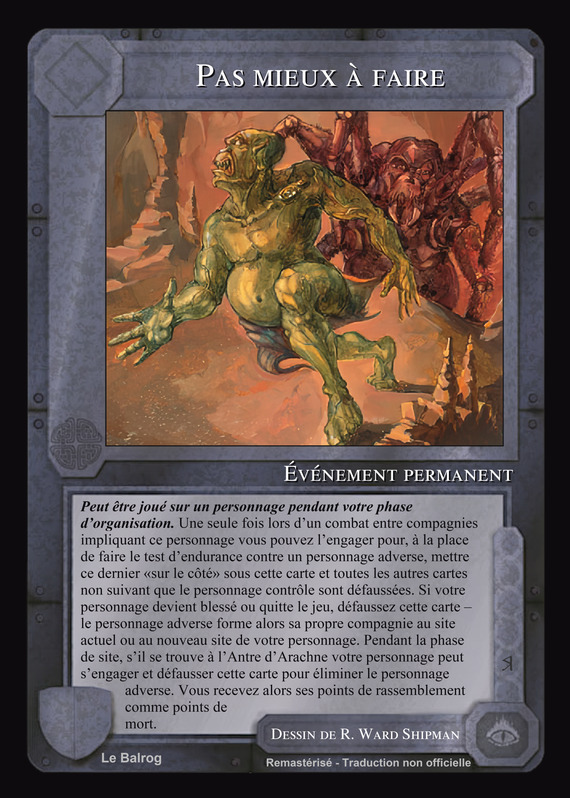 Pas mieux à faire
Événement permanent
Peut être joué sur un personnage pendant votre phase
d'organisation. Une seule fois lors d'un combat entre compagnies
impliquant ce personnage vous pouvez l'engager pour, à la place
de faire le test d'endurance contre un personnage adverse, mettre
ce dernier «sur le côté» sous cette carte et toutes les autres cartes
non suivant que le personnage contrôle sont défaussées. Si votre
personnage devient blessé ou quitte le jeu, défaussez cette carte –
le personnage adverse forme alors sa propre compagnie au site
actuel ou au nouveau site de votre personnage. Pendant la phase
de site, s'il se trouve à l'Antre d'Arachne votre personnage peut
s'engager et défausser cette carte pour éliminer le personnage
adverse. Vous recevez alors ses points de rassemblement
comme points de
mort.
Dessin de R. Ward Shipman
Le Balrog
Remastérisé - Traduction non officielle